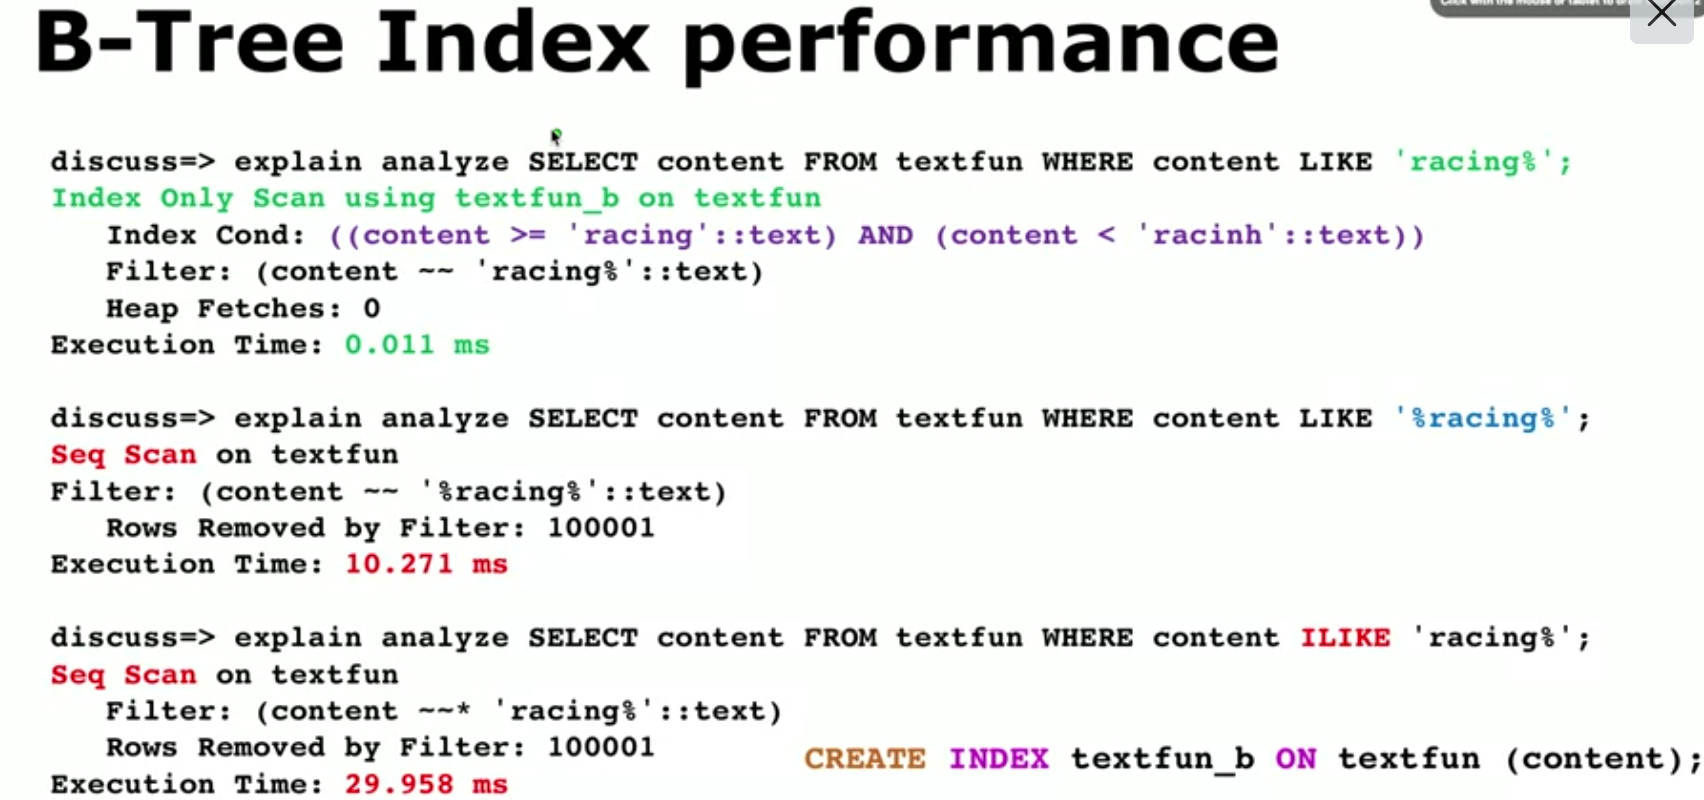 B-Tree Index performance
discuss=> explain analyze SELECT content FROM textfun WHERE content LIKE 'racing%';
Index Only Scan using textfun_b on textfun
Index Cond: ((content >= 'racing'::text) AND (content < 'racinh'::text))
Filter: (content ~~ 'racing%'::text)
Heap Fetches: 0
Execution Time: 0.011 ms
discuss=> explain analyze SELECT content FROM textfun WHERE content LIKE '%racing%';
Seq Scan on textfun
Filter: (content ~~ '%racing%'::text)
Rows Removed by Filter: 100001
Execution Time: 10.271 ms
discuss=> explain analyze SELECT content FROM textfun WHERE content ILIKE 'racing%';
Seq Scan on textfun
Filter: (content ~~* 'racing%'::text)
Rows Removed by Filter: 100001
Execution Time: 29.958 ms
CREATE INDEX textfun_b ON textfun (content);